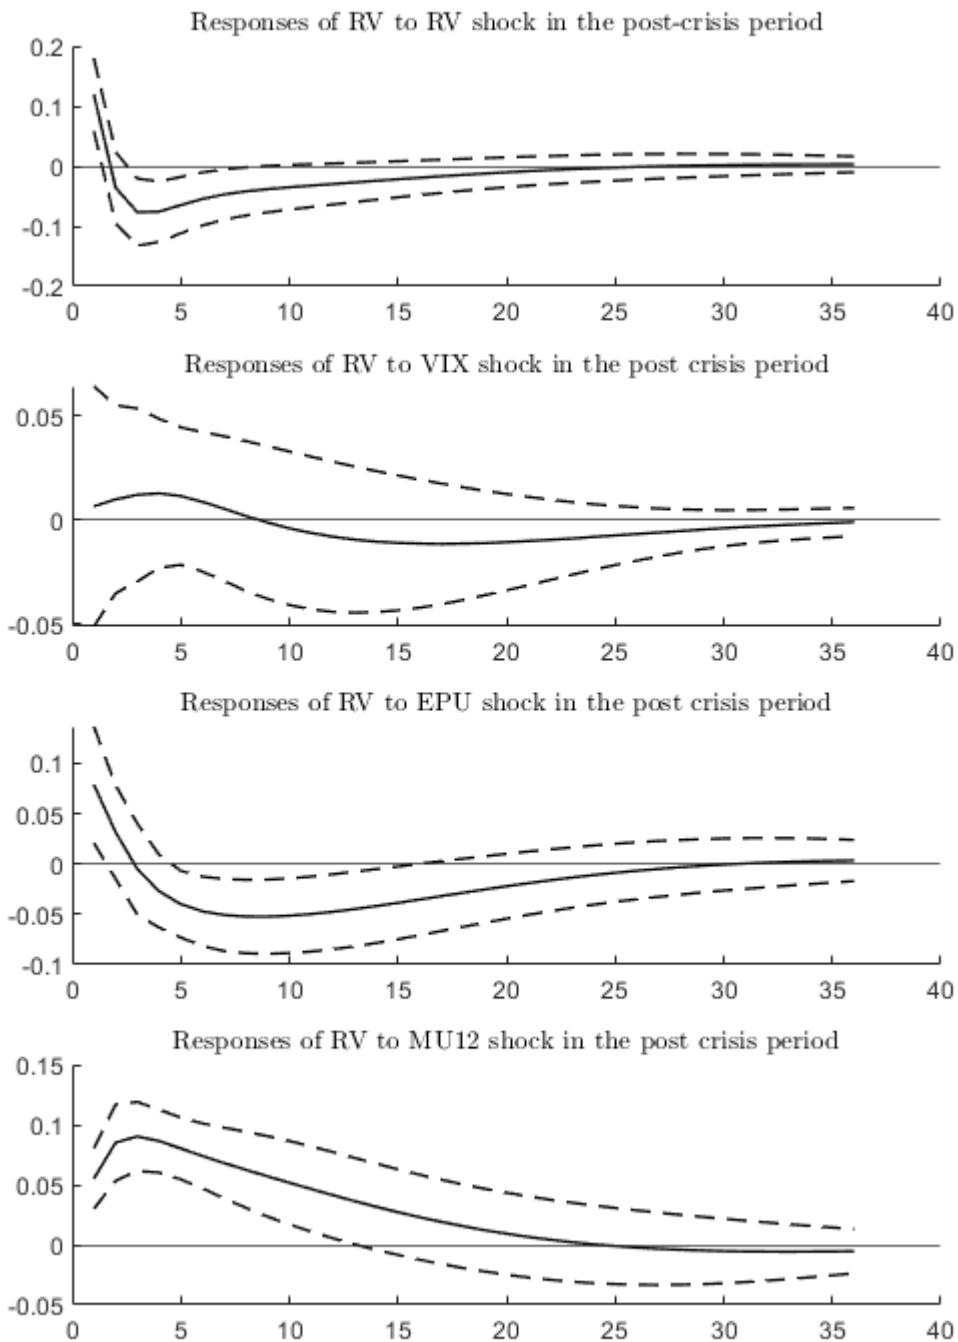 Responses of RV to RV shock in the post-crisis period
0.2
0.1
0
-0.1
-0.2
0 5 10 15 20 25 30 35 40
Responses of RV to VIX shock in the post crisis period
0.05
0
-0.05
0 5 10 15 20 25 30 35 40
Responses of RV to EPU shock in the post crisis period
0.1
0.05
0
-0.05
-0.1
0 5 10 15 20 25 30 35 40
Responses of RV to MU12 shock in the post crisis period
0.15
0.1
0.05
0
-0.05
0 5 10 15 20 25 30 35 40